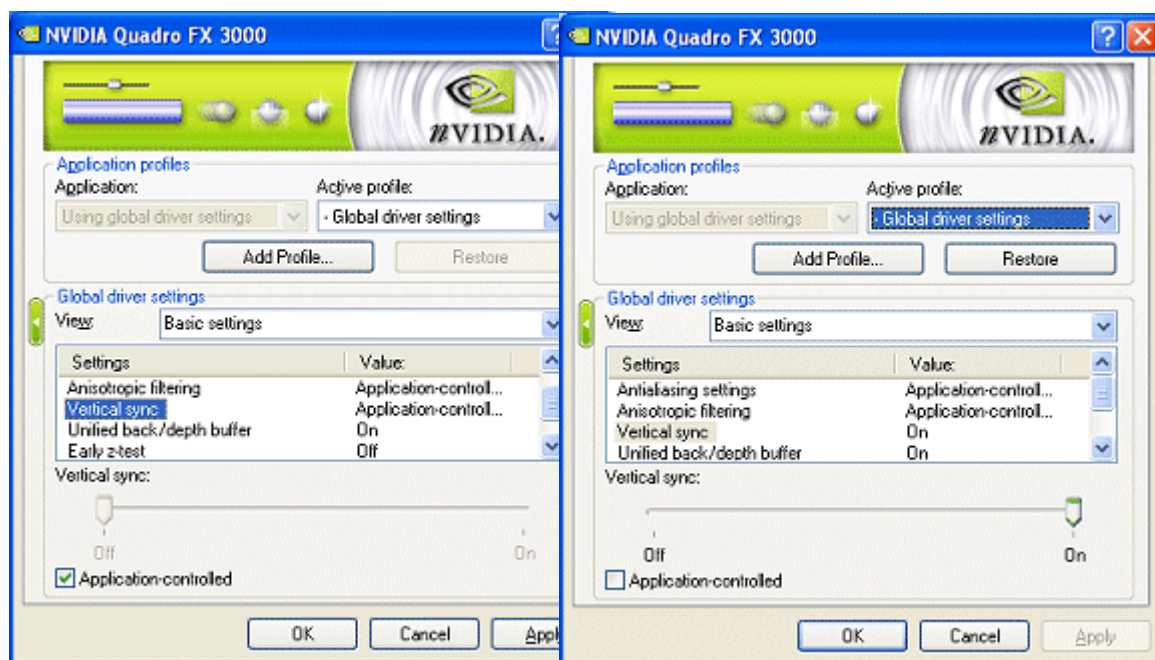 NVIDIA Quadro FX 3000
?
nVIDIA.
Application profiles
Application:
Active profile:
Using global driver settings
- Global driver settings
Add Profile...
Restore
Global driver settings
View:
Basic settings
Settings
Value:
Anisotropic filtering
Application-controll...
Vertical sync
Application-controll...
Unified back/depth buffer
On
Early z-test
Off
Vertical sync:
Off
On
Application-controlled
OK
Cancel
Appl
NVIDIA Quadro FX 3000
?
nVIDIA.
Application profiles
Application:
Active profile:
Using global driver settings
- Global driver settings
Add Profile...
Restore
Global driver settings
View:
Basic settings
Settings
Value:
Antialiasing settings
Application-controll...
Anisotropic filtering
Application-controll...
Vertical sync
On
Unified back/depth buffer
On
Vertical sync:
Off
On
Application-controlled
OK
Cancel
Apply